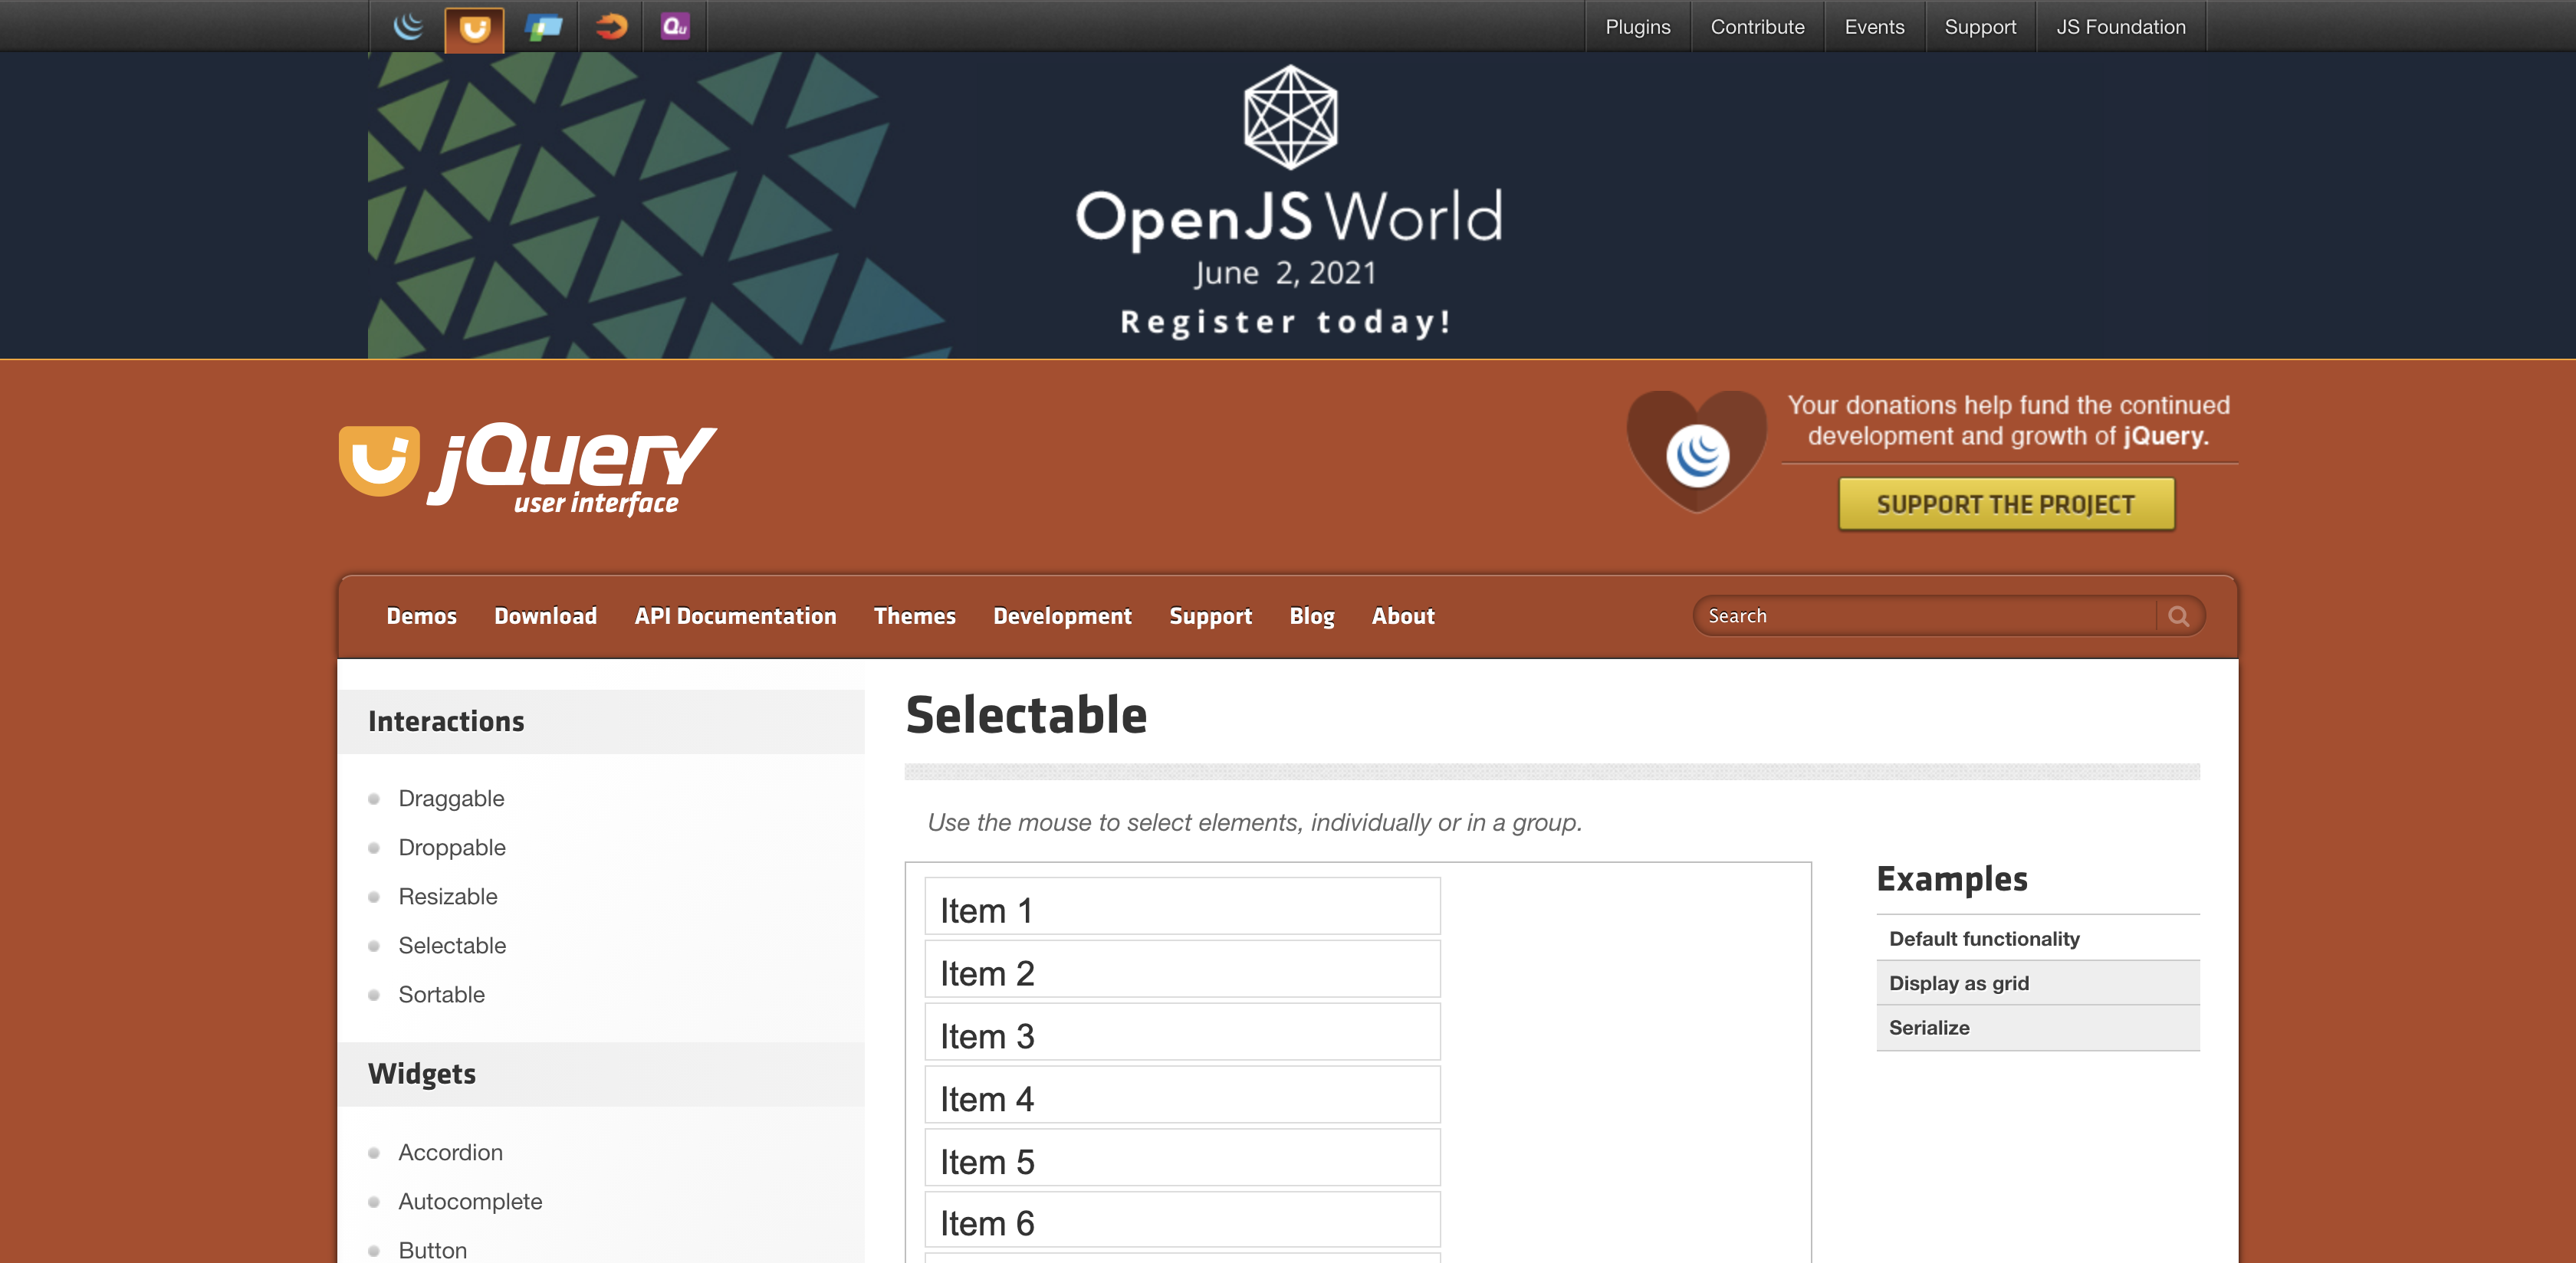 Qu
Plugins
Contribute
Events
Support
JS Foundation
OpenJS World
June 2, 2021
Register today!
jQuery
user interface
Your donations help fund the continued
development and growth of jQuery.
SUPPORT THE PROJECT
Demos
Download
API Documentation
Themes
Development
Support
Blog
About
Search
Interactions
Draggable
Droppable
Resizable
Selectable
Sortable
Widgets
Accordion
Autocomplete
Button
Selectable
Use the mouse to select elements, individually or in a group.
Item 1
Item 2
Item 3
Item 4
Item 5
Item 6
Examples
Default functionality
Display as grid
Serialize